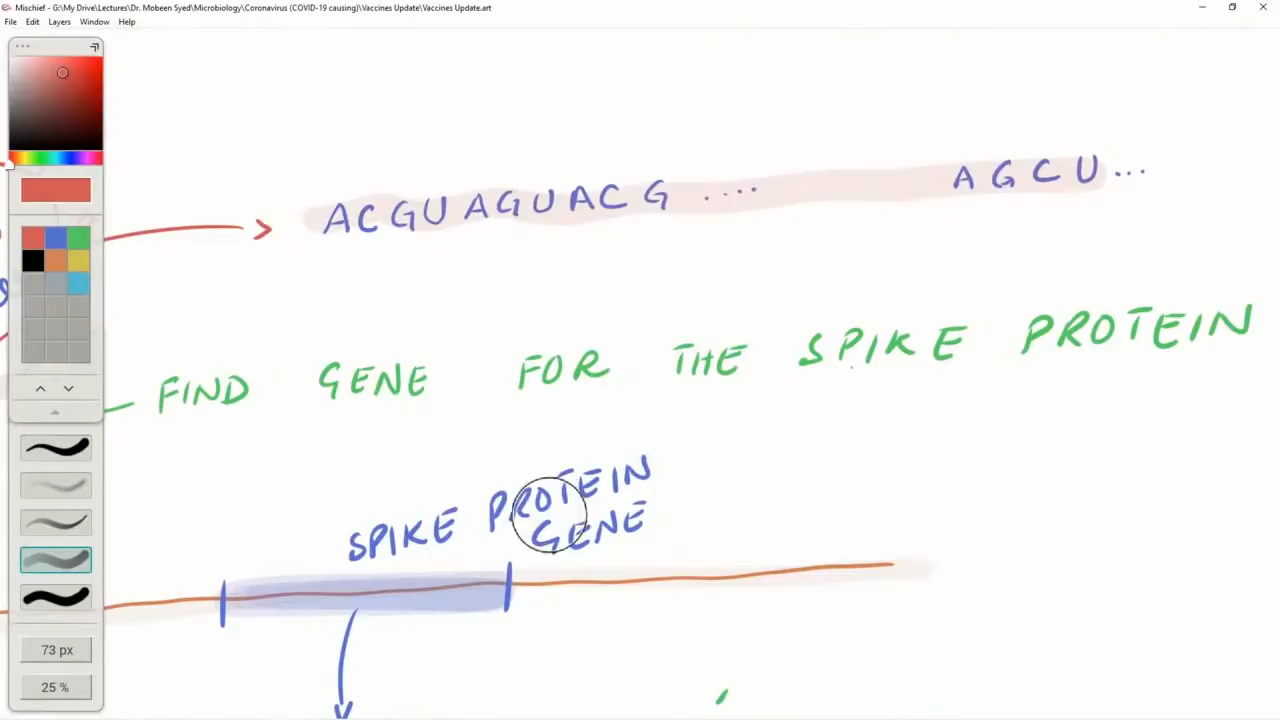 Mischief - G:\My Drive\Lectures\Dr. Mobeen Syed\Microbiology\Coronavirus (COVID-19 causing)\Vaccines Update\Vaccines Update.art
File Edit Layers Window Help
ACGUAGUACG .... AGCU...
FIND GENE FOR THE SPIKE PROTEIN
SPIKE PROTEIN
GENE
73 px
25 %